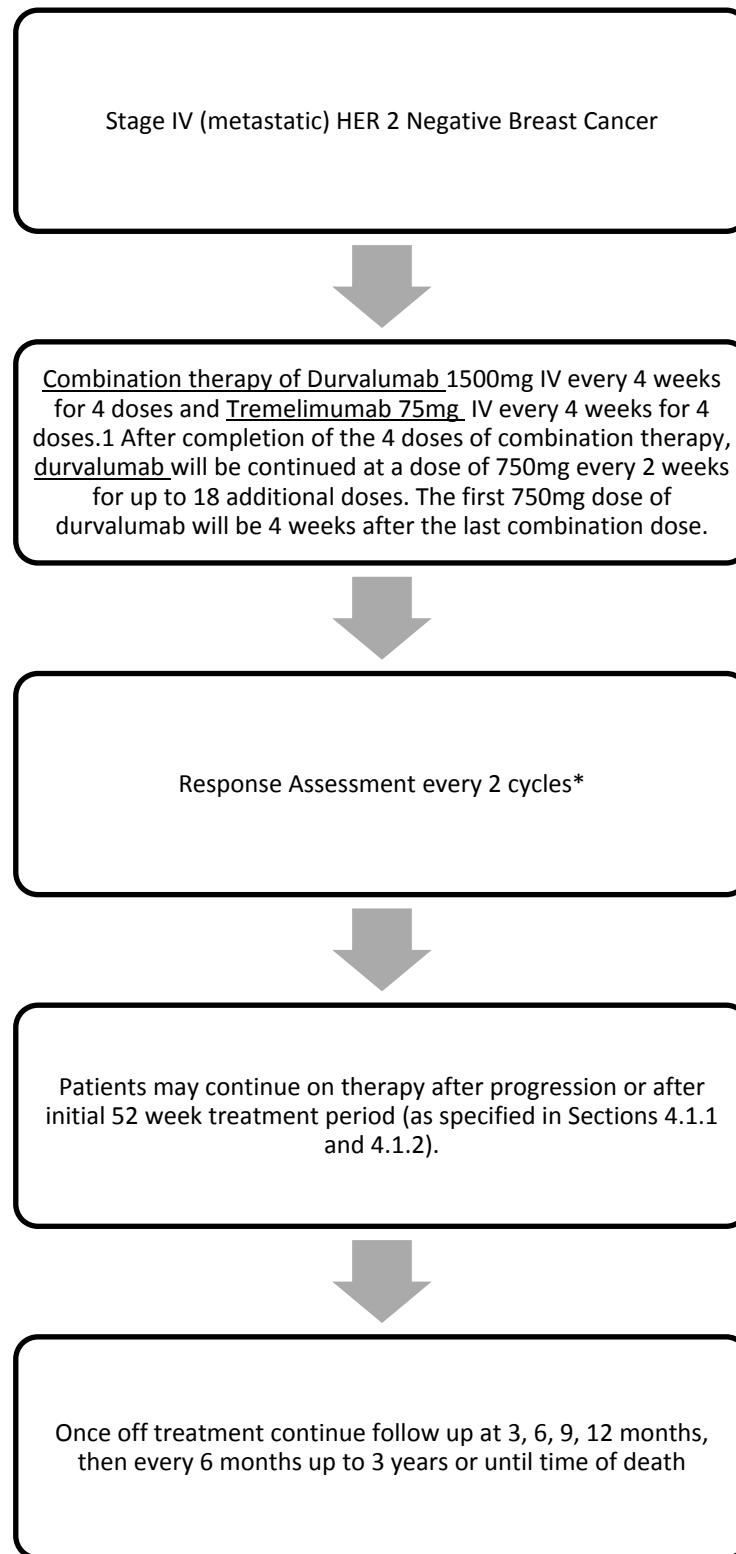 Stage IV (metastatic) HER 2 Negative Breast Cancer
Combination therapy of Durvalumab 1500mg IV every 4 weeks
for 4 doses and Tremelimumab 75mg  IV every 4 weeks for 4
doses.1 After completion of the 4 doses of combination therapy,
durvalumab will be continued at a dose of 750mg every 2 weeks
for up to 18 additional doses. The first 750mg dose of
durvalumab will be 4 weeks after the last combination dose.
Response Assessment every 2 cycles*
Patients may continue on therapy after progression or after
initial 52 week treatment period (as specified in Sections 4.1.1
and 4.1.2).
Once off treatment continue follow up at 3, 6, 9, 12 months,
then every 6 months up to 3 years or until time of death